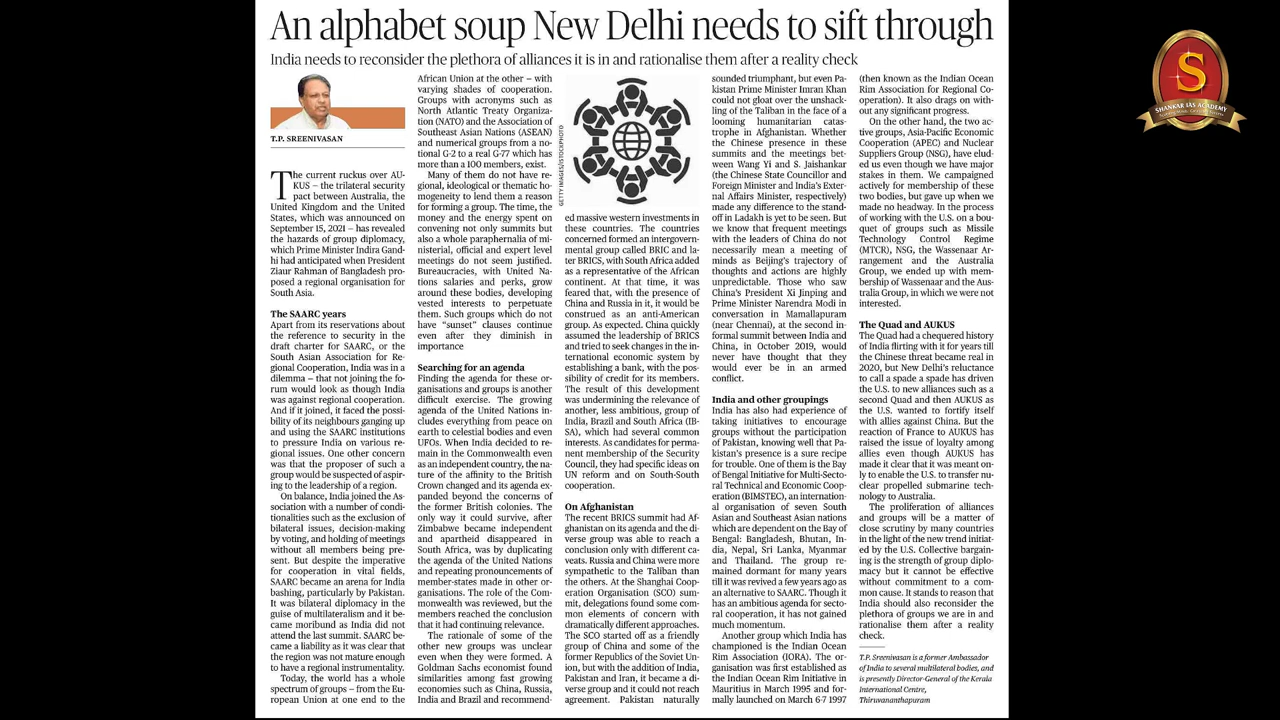 An alphabet soup New Delhi needs to sift through
India needs to reconsider the plethora of alliances it is in and rationalise them after a reality check
T.P. SREENIVASAN
The current ruckus over AU-
KUS – the trilateral security
pact between Australia, the
United Kingdom and the United
States, which was announced on
September 15, 2021 – has revealed
the hazards of group diplomacy,
which Prime Minister Indira Gand-
hi had anticipated when President
Ziaur Rahman of Bangladesh pro-
posed a regional organisation for
South Asia.
The SAARC years
Apart from its reservations about
the reference to security in the
draft charter for SAARC, or the
South Asian Association for Re-
gional Cooperation, India was in a
dilemma – that not joining the fo-
rum would look as though India
was against regional cooperation.
And if it joined, it faced the possi-
bility of its neighbours ganging up
and using the SAARC institutions
to pressure India on various re-
gional issues. One other concern
was that the proposer of such a
group would be suspected of aspir-
ing to the leadership of a region.
On balance, India joined the As-
sociation with a number of condi-
tionalities such as the exclusion of
bilateral issues, decision-making
by voting, and holding of meetings
without all members being pre-
sent. But despite the imperative
for cooperation in vital fields,
SAARC became an arena for India
bashing, particularly by Pakistan.
It was bilateral diplomacy in the
guise of multilateralism and it be-
came moribund as India did not
attend the last summit. SAARC be-
came a liability as it was clear that
the region was not mature enough
to have a regional instrumentality.
Today, the world has a whole
spectrum of groups – from the Eu-
ropean Union at one end to the
African Union at the other – with
varying shades of cooperation.
Groups with acronyms such as
North Atlantic Treaty Organiza-
tion (NATO) and the Association of
Southeast Asian Nations (ASEAN)
and numerical groups from a no-
tional G-2 to a real G-77 which has
more than a 100 members, exist.
Many of them do not have re-
gional, ideological or thematic ho-
mogeneity to lend them a reason
for forming a group. The time, the
money and the energy spent on
convening not only summits but
also a whole paraphernalia of mi-
nisterial, official and expert level
meetings do not seem justified.
Bureaucracies, with United Na-
tions salaries and perks, grow
around these bodies, developing
vested interests to perpetuate
them. Such groups which do not
have “sunset” clauses continue
even after they diminish in
importance
Searching for an agenda
Finding the agenda for these or-
ganisations and groups is another
difficult exercise. The growing
agenda of the United Nations in-
cludes everything from peace on
earth to celestial bodies and even
UFOs. When India decided to re-
main in the Commonwealth even
as an independent country, the na-
ture of the affinity to the British
Crown changed and its agenda ex-
panded beyond the concerns of
the former British colonies. The
only way it could survive, after
Zimbabwe became independent
and apartheid disappeared in
South Africa, was by duplicating
the agenda of the United Nations
and repeating pronouncements of
member-states made in other or-
ganisations. The role of the Com-
monwealth was reviewed, but the
members reached the conclusion
that it had continuing relevance.
The rationale of some of the
other new groups was unclear
even when they were formed. A
Goldman Sachs economist found
similarities among fast growing
economies such as China, Russia,
India and Brazil and recommend-
GETTY IMAGES/ISTOCKPHOTO
ed massive western investments in
these countries. The countries
concerned formed an intergovern-
mental group called BRIC and la-
ter BRICS, with South Africa added
as a representative of the African
continent. At that time, it was
feared that, with the presence of
China and Russia in it, it would be
construed as an anti-American
group. As expected. China quickly
assumed the leadership of BRICS
and tried to seek changes in the in-
ternational economic system by
establishing a bank, with the pos-
sibility of credit for its members.
The result of this development
was undermining the relevance of
another, less ambitious, group of
India, Brazil and South Africa (IB-
SA), which had several common
interests. As candidates for perma-
nent membership of the Security
Council, they had specific ideas on
UN reform and on South-South
cooperation.
On Afghanistan
The recent BRICS summit had Af-
ghanistan on its agenda and the di-
verse group was able to reach a
conclusion only with different ca-
veats. Russia and China were more
sympathetic to the Taliban than
the others. At the Shanghai Coop-
eration Organisation (SCO) sum-
mit, delegations found some com-
mon elements of concern with
dramatically different approaches.
The SCO started off as a friendly
group of China and some of the
former Republics of the Soviet Un-
ion, but with the addition of India,
Pakistan and Iran, it became a di-
verse group and it could not reach
agreement. Pakistan naturally
sounded triumphant, but even Pa-
kistan Prime Minister Imran Khan
could not gloat over the unshack-
ling of the Taliban in the face of a
looming humanitarian catas-
trophe in Afghanistan. Whether
the Chinese presence in these
summits and the meetings bet-
ween Wang Yi and S. Jaishankar
(the Chinese State Councillor and
Foreign Minister and India’s Exter-
nal Affairs Minister, respectively)
made any difference to the stand-
off in Ladakh is yet to be seen. But
we know that frequent meetings
with the leaders of China do not
necessarily mean a meeting of
minds as Beijing’s trajectory of
thoughts and actions are highly
unpredictable. Those who saw
China’s President Xi Jinping and
Prime Minister Narendra Modi in
conversation in Mamallapuram
(near Chennai), at the second in-
formal summit between India and
China, in October 2019, would
never have thought that they
would ever be in an armed
conflict.
India and other groupings
India has also had experience of
taking initiatives to encourage
groups without the participation
of Pakistan, knowing well that Pa-
kistan’s presence is a sure recipe
for trouble. One of them is the Bay
of Bengal Initiative for Multi-Secto-
ral Technical and Economic Coop-
eration (BIMSTEC), an internation-
al organisation of seven South
Asian and Southeast Asian nations
which are dependent on the Bay of
Bengal: Bangladesh, Bhutan, In-
dia, Nepal, Sri Lanka, Myanmar
and Thailand. The group re-
mained dormant for many years
till it was revived a few years ago as
an alternative to SAARC. Though it
has an ambitious agenda for secto-
ral cooperation, it has not gained
much momentum.
Another group which India has
championed is the Indian Ocean
Rim Association (IORA). The or-
ganisation was first established as
the Indian Ocean Rim Initiative in
Mauritius in March 1995 and for-
mally launched on March 6-7 1997
(then known as the Indian Ocean
Rim Association for Regional Co-
operation). It also drags on with-
out any significant progress.
On the other hand, the two ac-
tive groups, Asia-Pacific Economic
Cooperation (APEC) and Nuclear
Suppliers Group (NSG), have elud-
ed us even though we have major
stakes in them. We campaigned
actively for membership of these
two bodies, but gave up when we
made no headway. In the process
of working with the U.S. on a bou-
quet of groups such as Missile
Technology Control Regime
(MTCR), NSG, the Wassenaar Ar-
rangement and the Australia
Group, we ended up with mem-
bership of Wassenaar and the Aus-
tralia Group, in which we were not
interested.
The Quad and AUKUS
The Quad had a chequered history
of India flirting with it for years till
the Chinese threat became real in
2020, but New Delhi’s reluctance
to call a spade a spade has driven
the U.S. to new alliances such as a
second Quad and then AUKUS as
the U.S. wanted to fortify itself
with allies against China. But the
reaction of France to AUKUS has
raised the issue of loyalty among
allies even though AUKUS has
made it clear that it was meant on-
ly to enable the U.S. to transfer nu-
clear propelled submarine tech-
nology to Australia.
The proliferation of alliances
and groups will be a matter of
close scrutiny by many countries
in the light of the new trend initiat-
ed by the U.S. Collective bargain-
ing is the strength of group diplo-
macy but it cannot be effective
without commitment to a com-
mon cause. It stands to reason that
India should also reconsider the
plethora of groups we are in and
rationalise them after a reality
check.
T.P. Sreenivasan is a former Ambassador
of India to several multilateral bodies, and
is presently Director-General of the Kerala
International Centre,
Thiruvananthapuram
S
SHANKAR IAS ACADEMY